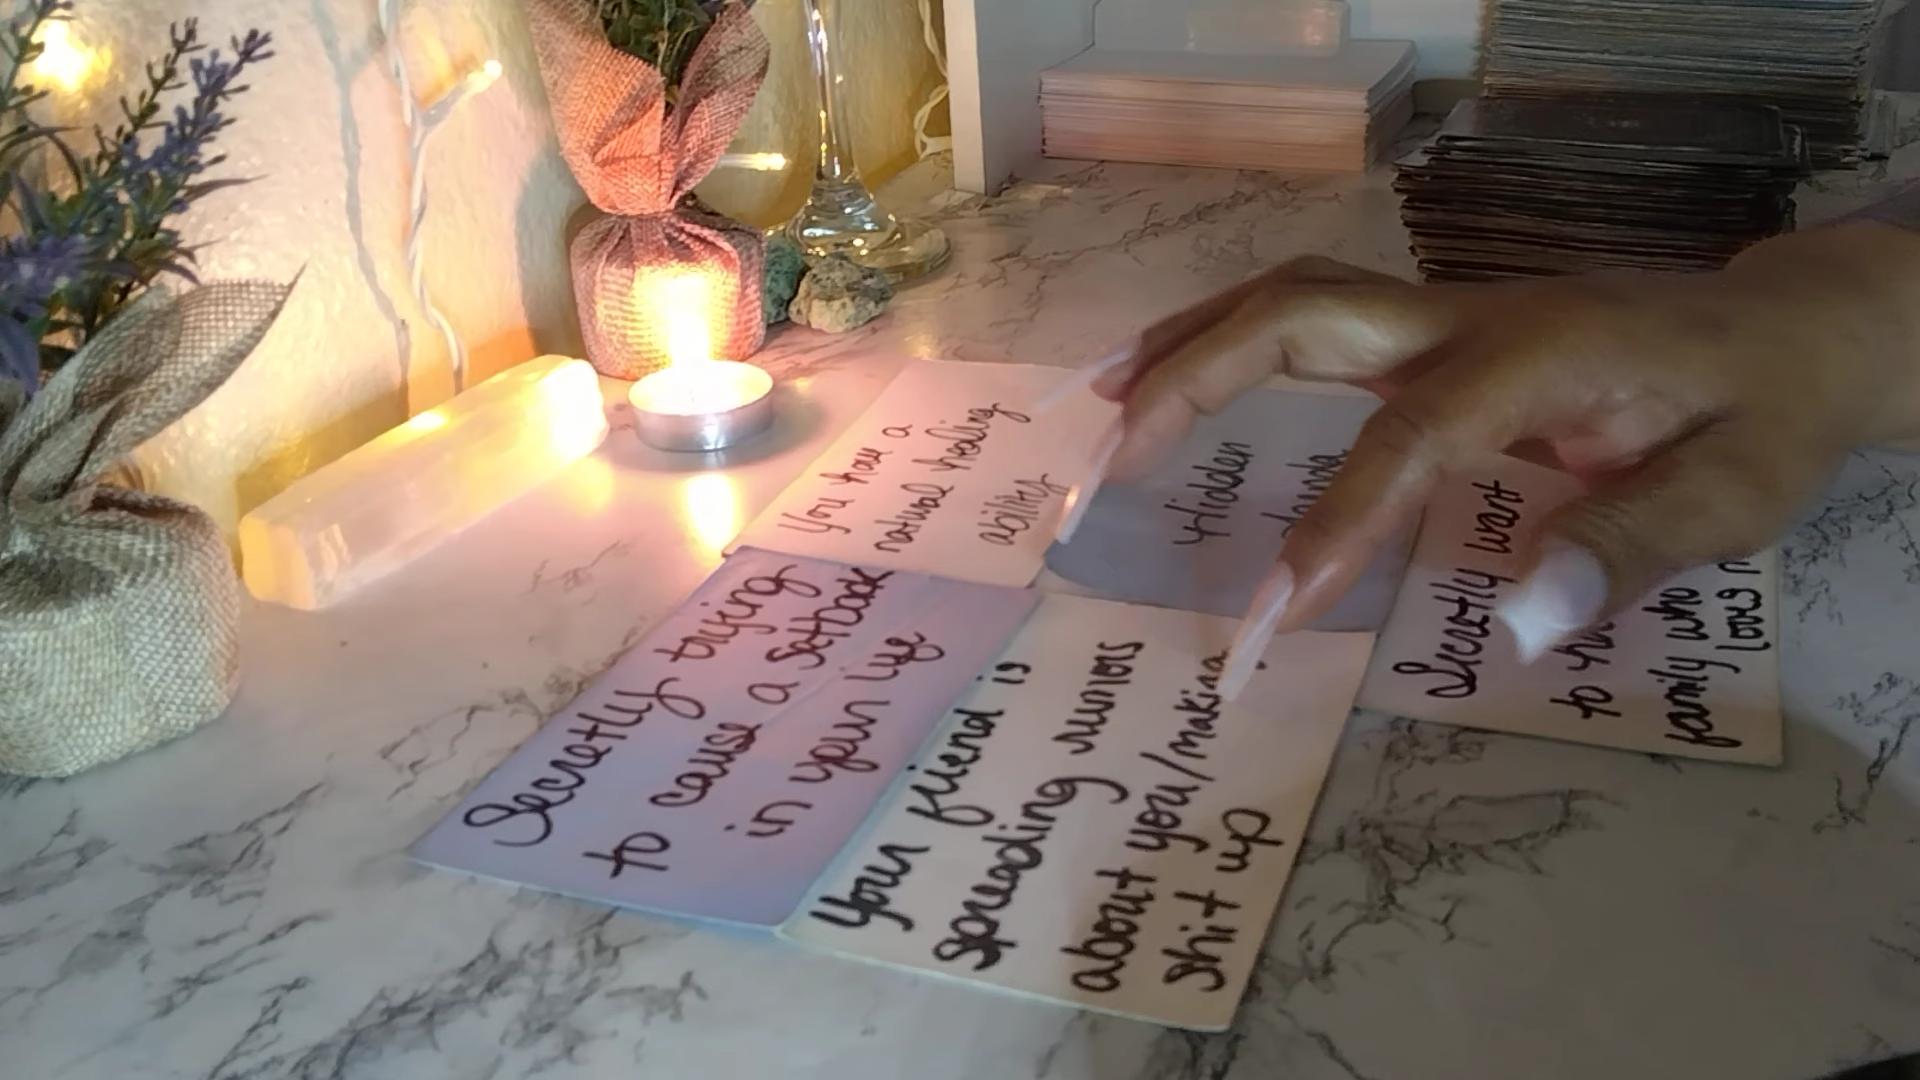 You have a
natural healing
ability
Hidden
Secretly want
to
family who
loves
Secretly trying
to cause a setback
in your life
Your friend is
spreading rumors
about you/making
shit up